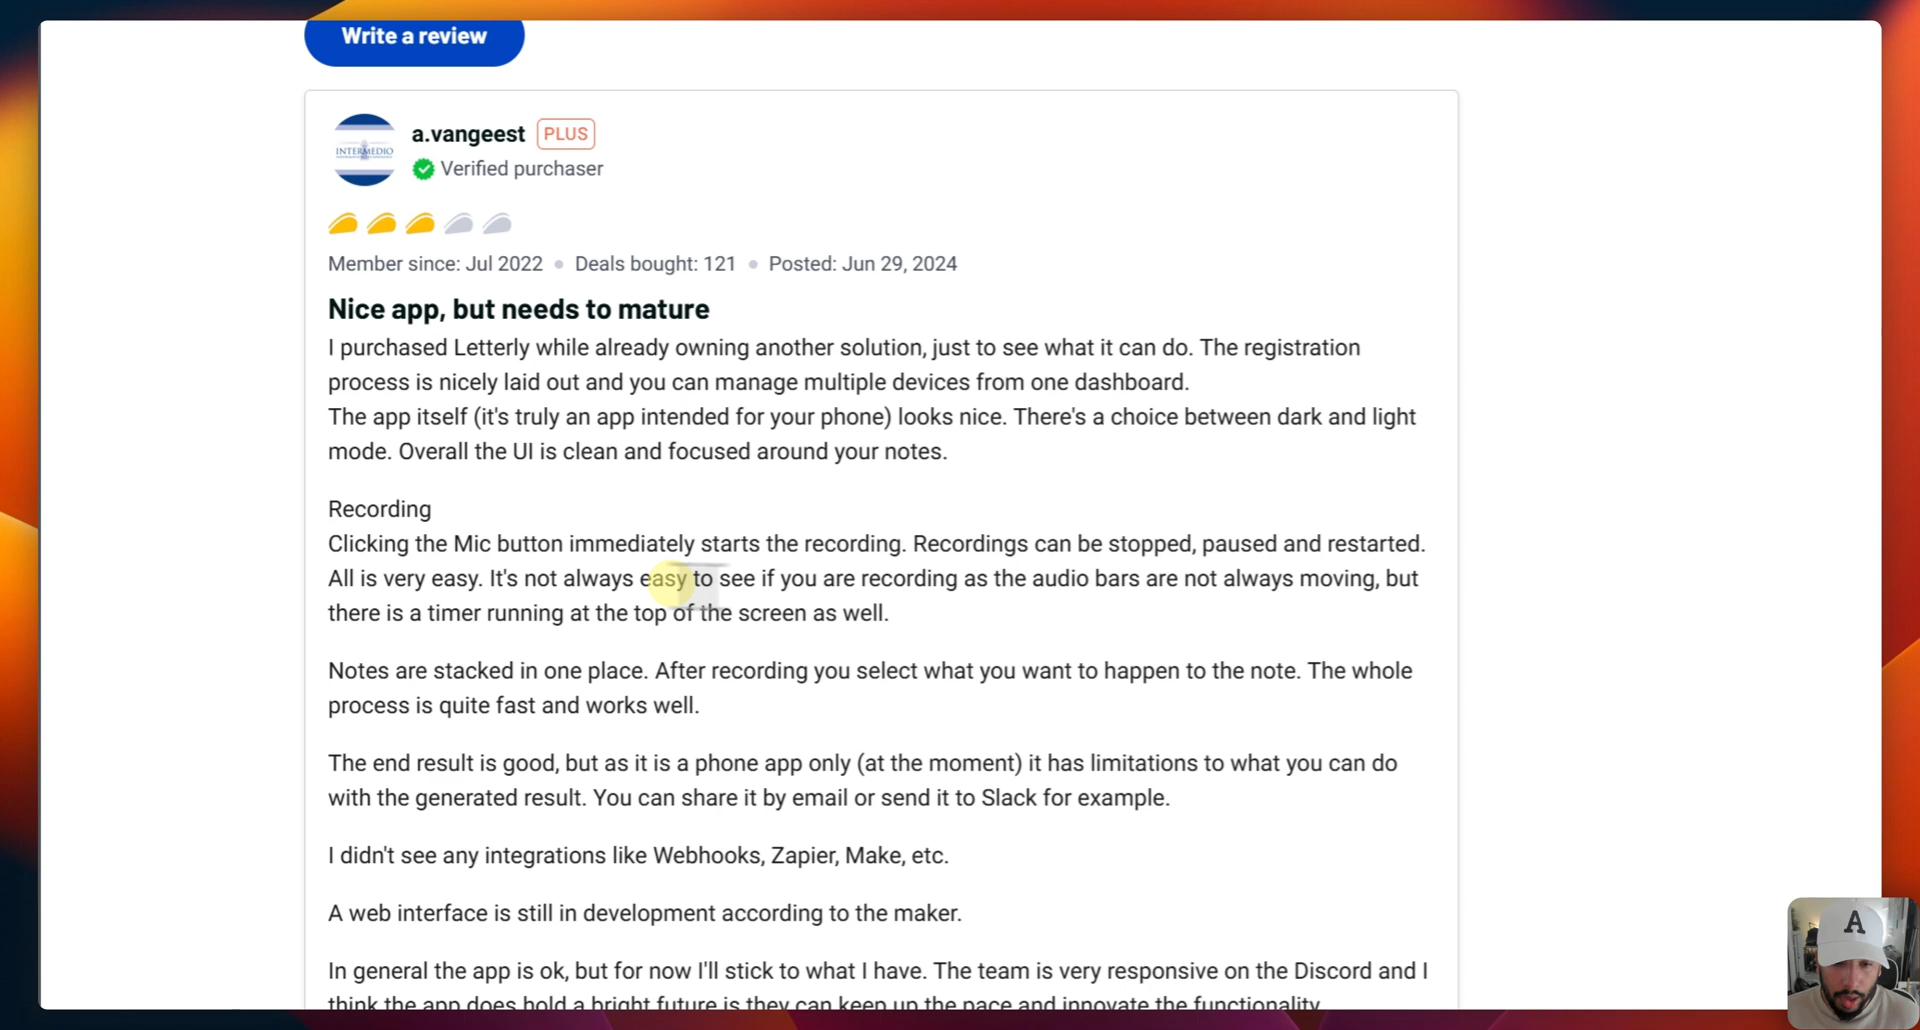 Write a review
INTERMEDIO
a.vangeest PLUS
Verified purchaser
Member since: Jul 2022 • Deals bought: 121 • Posted: Jun 29, 2024
Nice app, but needs to mature
I purchased Letterly while already owning another solution, just to see what it can do. The registration
process is nicely laid out and you can manage multiple devices from one dashboard.
The app itself (it's truly an app intended for your phone) looks nice. There's a choice between dark and light
mode. Overall the UI is clean and focused around your notes.
Recording
Clicking the Mic button immediately starts the recording. Recordings can be stopped, paused and restarted.
All is very easy. It's not always easy to see if you are recording as the audio bars are not always moving, but
there is a timer running at the top of the screen as well.
Notes are stacked in one place. After recording you select what you want to happen to the note. The whole
process is quite fast and works well.
The end result is good, but as it is a phone app only (at the moment) it has limitations to what you can do
with the generated result. You can share it by email or send it to Slack for example.
I didn't see any integrations like Webhooks, Zapier, Make, etc.
A web interface is still in development according to the maker.
In general the app is ok, but for now I'll stick to what I have. The team is very responsive on the Discord and I
think the app does hold a bright future is they can keep up the pace and innovate the functionality.
A